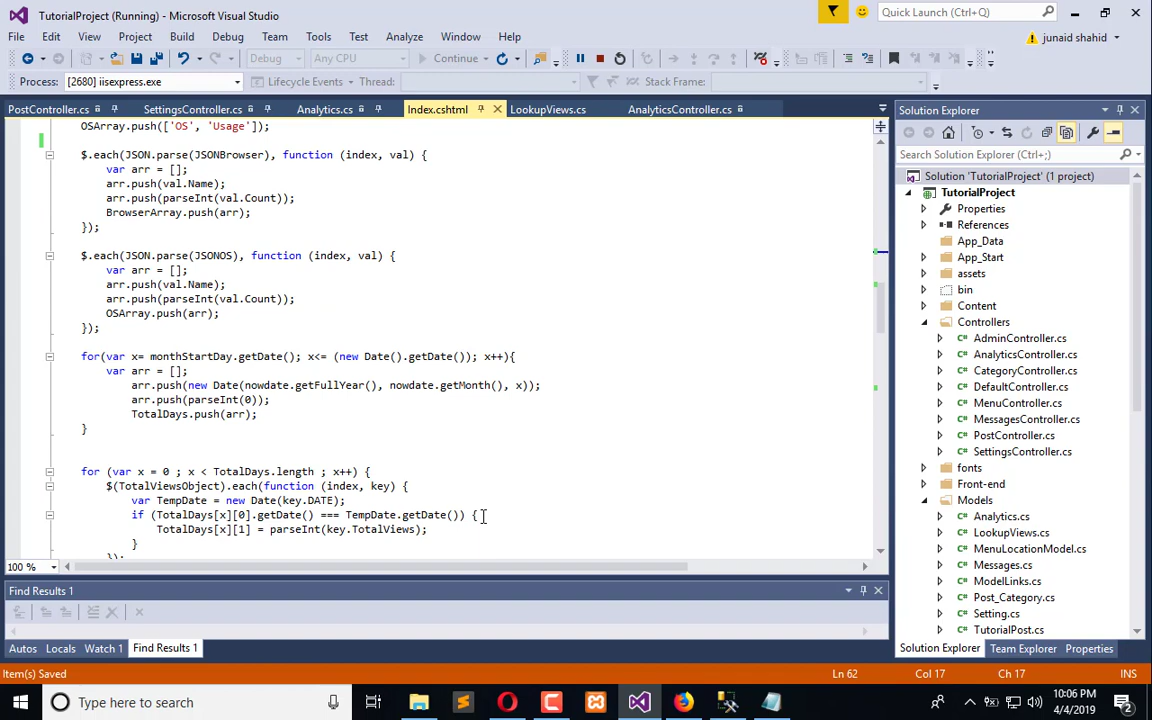 TutorialProject (Running) - Microsoft Visual Studio
Quick Launch (Ctrl+Q)
File Edit View Project Build Debug Team Tools Test Analyze Window Help
junaid shahid
Debug Any CPU Continue
Process: [2680] iisexpress.exe Lifecycle Events Thread: Stack Frame:
PostController.cs SettingsController.cs Analytics.cs Index.cshtml LookupViews.cs AnalyticsController.cs
OSArray.push(['OS', 'Usage']);
$.each(JSON.parse(JSONBrowser), function (index, val) {
var arr = [];
arr.push(val.Name);
arr.push(parseInt(val.Count));
BrowserArray.push(arr);
});
$.each(JSON.parse(JSONOS), function (index, val) {
var arr = [];
arr.push(val.Name);
arr.push(parseInt(val.Count));
OSArray.push(arr);
});
for(var x= monthStartDay.getDate(); x<= (new Date().getDate()); x++){
var arr = [];
arr.push(new Date(nowdate.getFullYear(), nowdate.getMonth(), x));
arr.push(parseInt(0));
TotalDays.push(arr);
}
for (var x = 0 ; x < TotalDays.length ; x++) {
$(TotalViewsObject).each(function (index, key) {
var TempDate = new Date(key.DATE);
if (TotalDays[x][0].getDate() === TempDate.getDate()) {
TotalDays[x][1] = parseInt(key.TotalViews);
}
});
100 %
Find Results 1
Autos Locals Watch 1 Find Results 1
Solution Explorer
Search Solution Explorer (Ctrl+;)
Solution 'TutorialProject' (1 project)
TutorialProject
Properties
References
App_Data
App_Start
assets
bin
Content
Controllers
AdminController.cs
AnalyticsController.cs
CategoryController.cs
DefaultController.cs
MenuController.cs
MessagesController.cs
PostController.cs
SettingsController.cs
fonts
Front-end
Models
Analytics.cs
LookupViews.cs
MenuLocationModel.cs
Messages.cs
ModelLinks.cs
Post_Category.cs
Setting.cs
TutorialPost.cs
Solution Explorer Team Explorer Properties
Item(s) Saved Ln 62 Col 17 Ch 17 INS
Type here to search
10:06 PM
4/4/2019
2